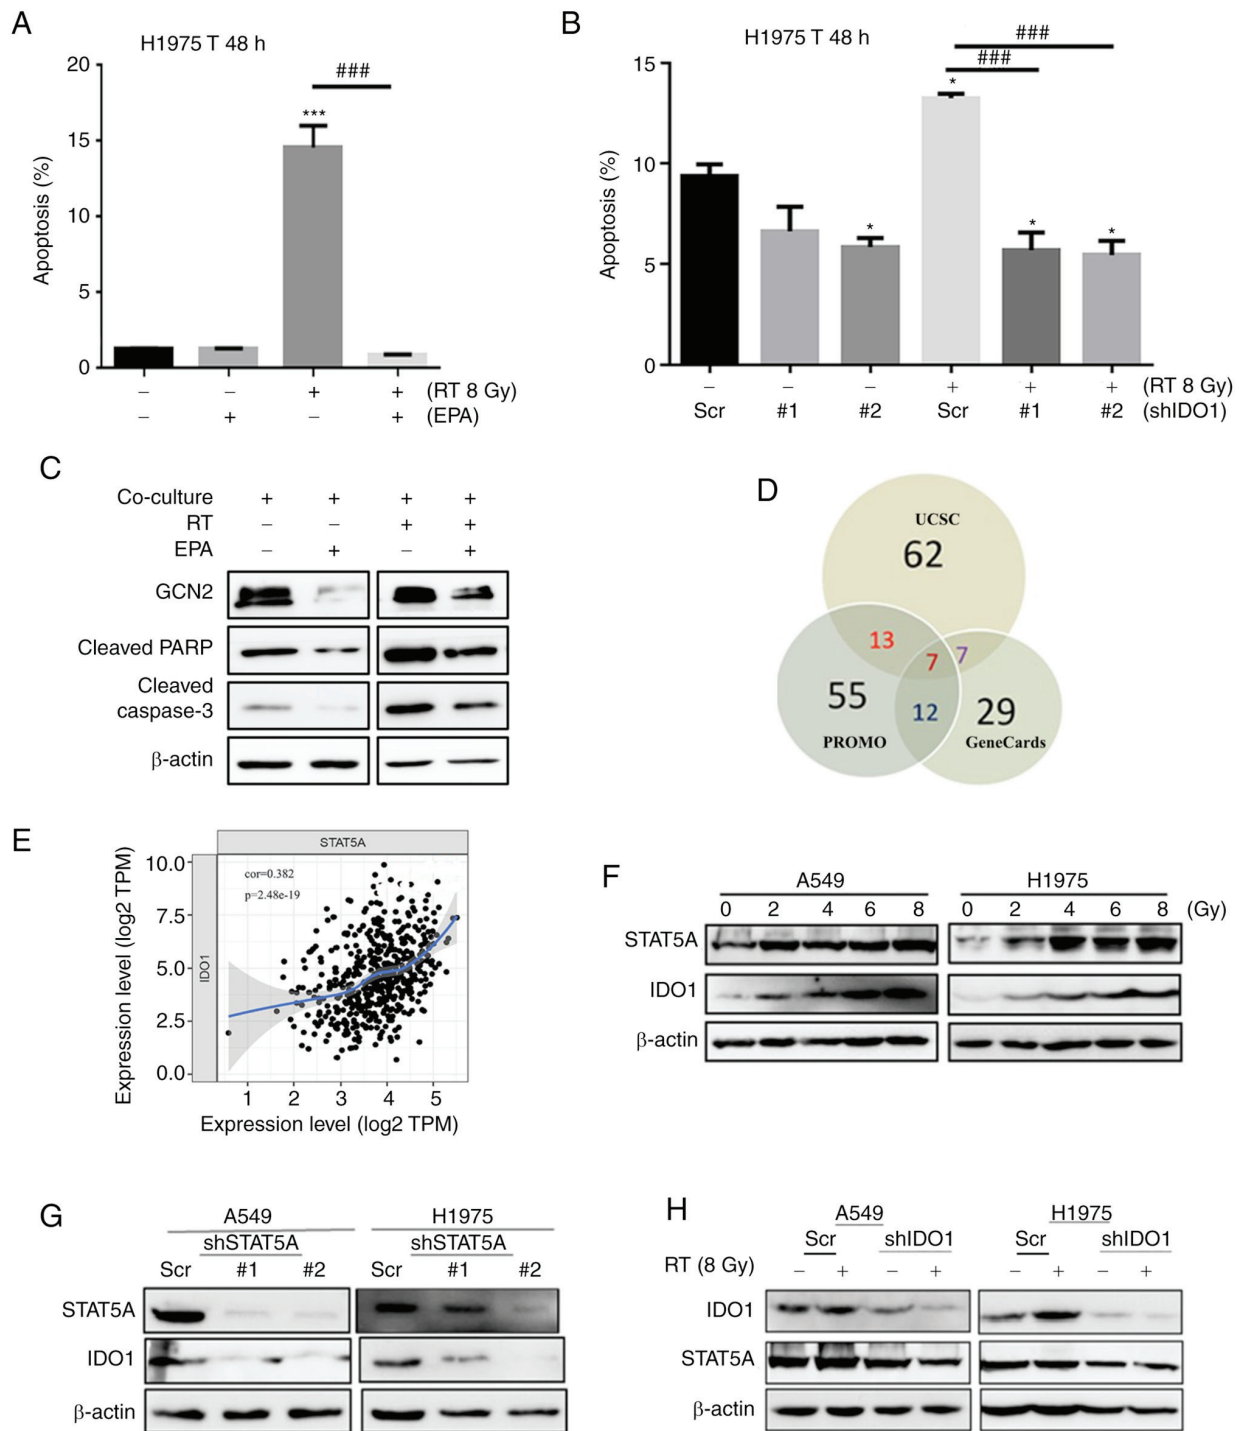 A
H1975 T 48 h
Apoptosis (%)
20
15
10
5
0
***
###
– – + + (RT 8 Gy)
– + – + (EPA)
B
H1975 T 48 h
Apoptosis (%)
15
10
5
0
###
###
* * * *
– – – + + + (RT 8 Gy)
Scr #1 #2 Scr #1 #2 (shIDO1)
C
Co-culture + + + +
RT – – + +
EPA – + – +
GCN2
Cleaved PARP
Cleaved
caspase-3
β-actin
D
UCSC
62
13
7
7
55
12
29
PROMO
GeneCards
E
STAT5A
IDO1
cor=0.382
p=2.48e-19
Expression level (log2 TPM)
10.0
7.5
5.0
2.5
0.0
1 2 3 4 5
Expression level (log2 TPM)
F
A549 H1975
0 2 4 6 8 0 2 4 6 8 (Gy)
STAT5A
IDO1
β-actin
G
A549 H1975
shSTAT5A shSTAT5A
Scr #1 #2 Scr #1 #2
STAT5A
IDO1
β-actin
H
A549 H1975
Scr shIDO1 Scr shIDO1
RT (8 Gy) – + – + – + – +
IDO1
STAT5A
β-actin